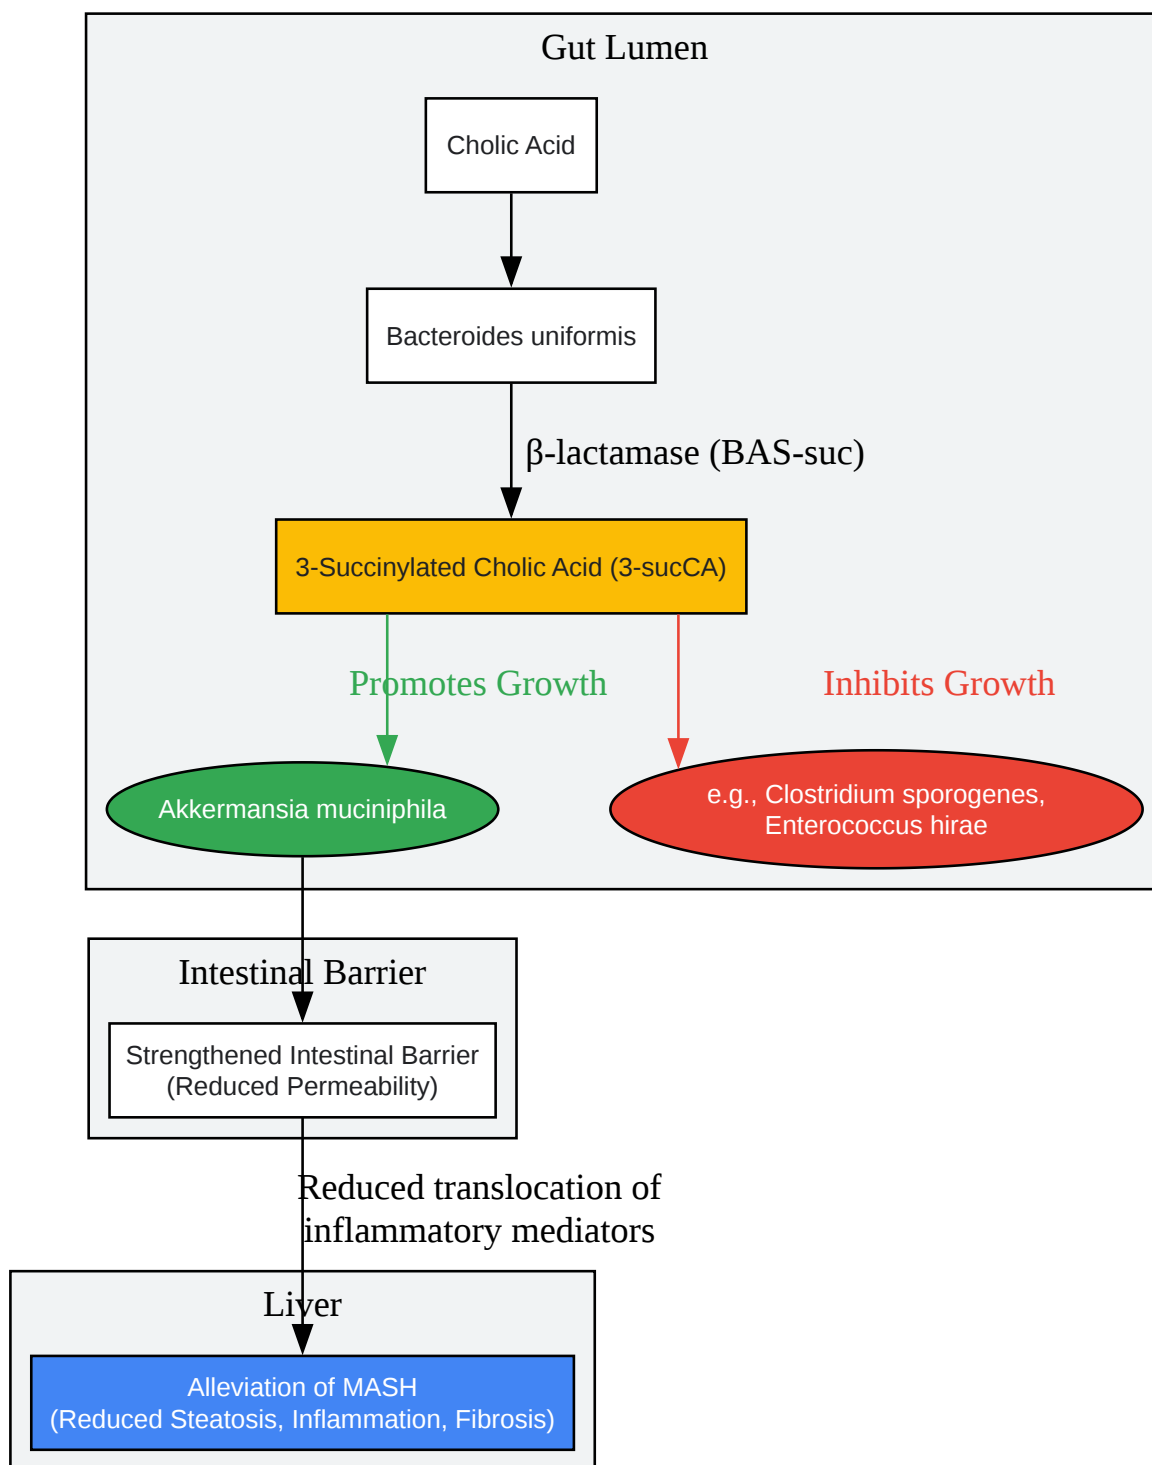 Gut Lumen
Cholic Acid
Bacteroides uniformis
β-lactamase (BAS-suc)
3-Succinylated Cholic Acid (3-sucCA)
Promotes Growth
Inhibits Growth
Akkermansia muciniphila
e.g., Clostridium sporogenes,
Enterococcus hirae
Intestinal Barrier
Strengthened Intestinal Barrier
(Reduced Permeability)
Reduced translocation of
inflammatory mediators
Liver
Alleviation of MASH
(Reduced Steatosis, Inflammation, Fibrosis)